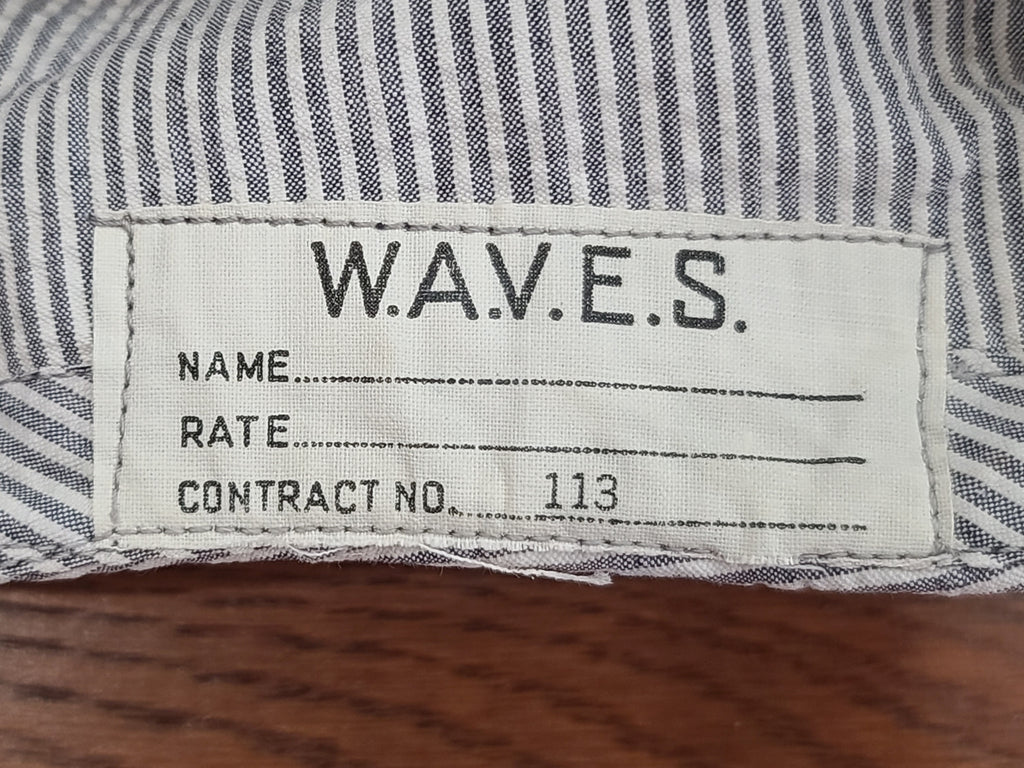 W.A.V.E.S.
NAME
RATE
CONTRACT NO. 113